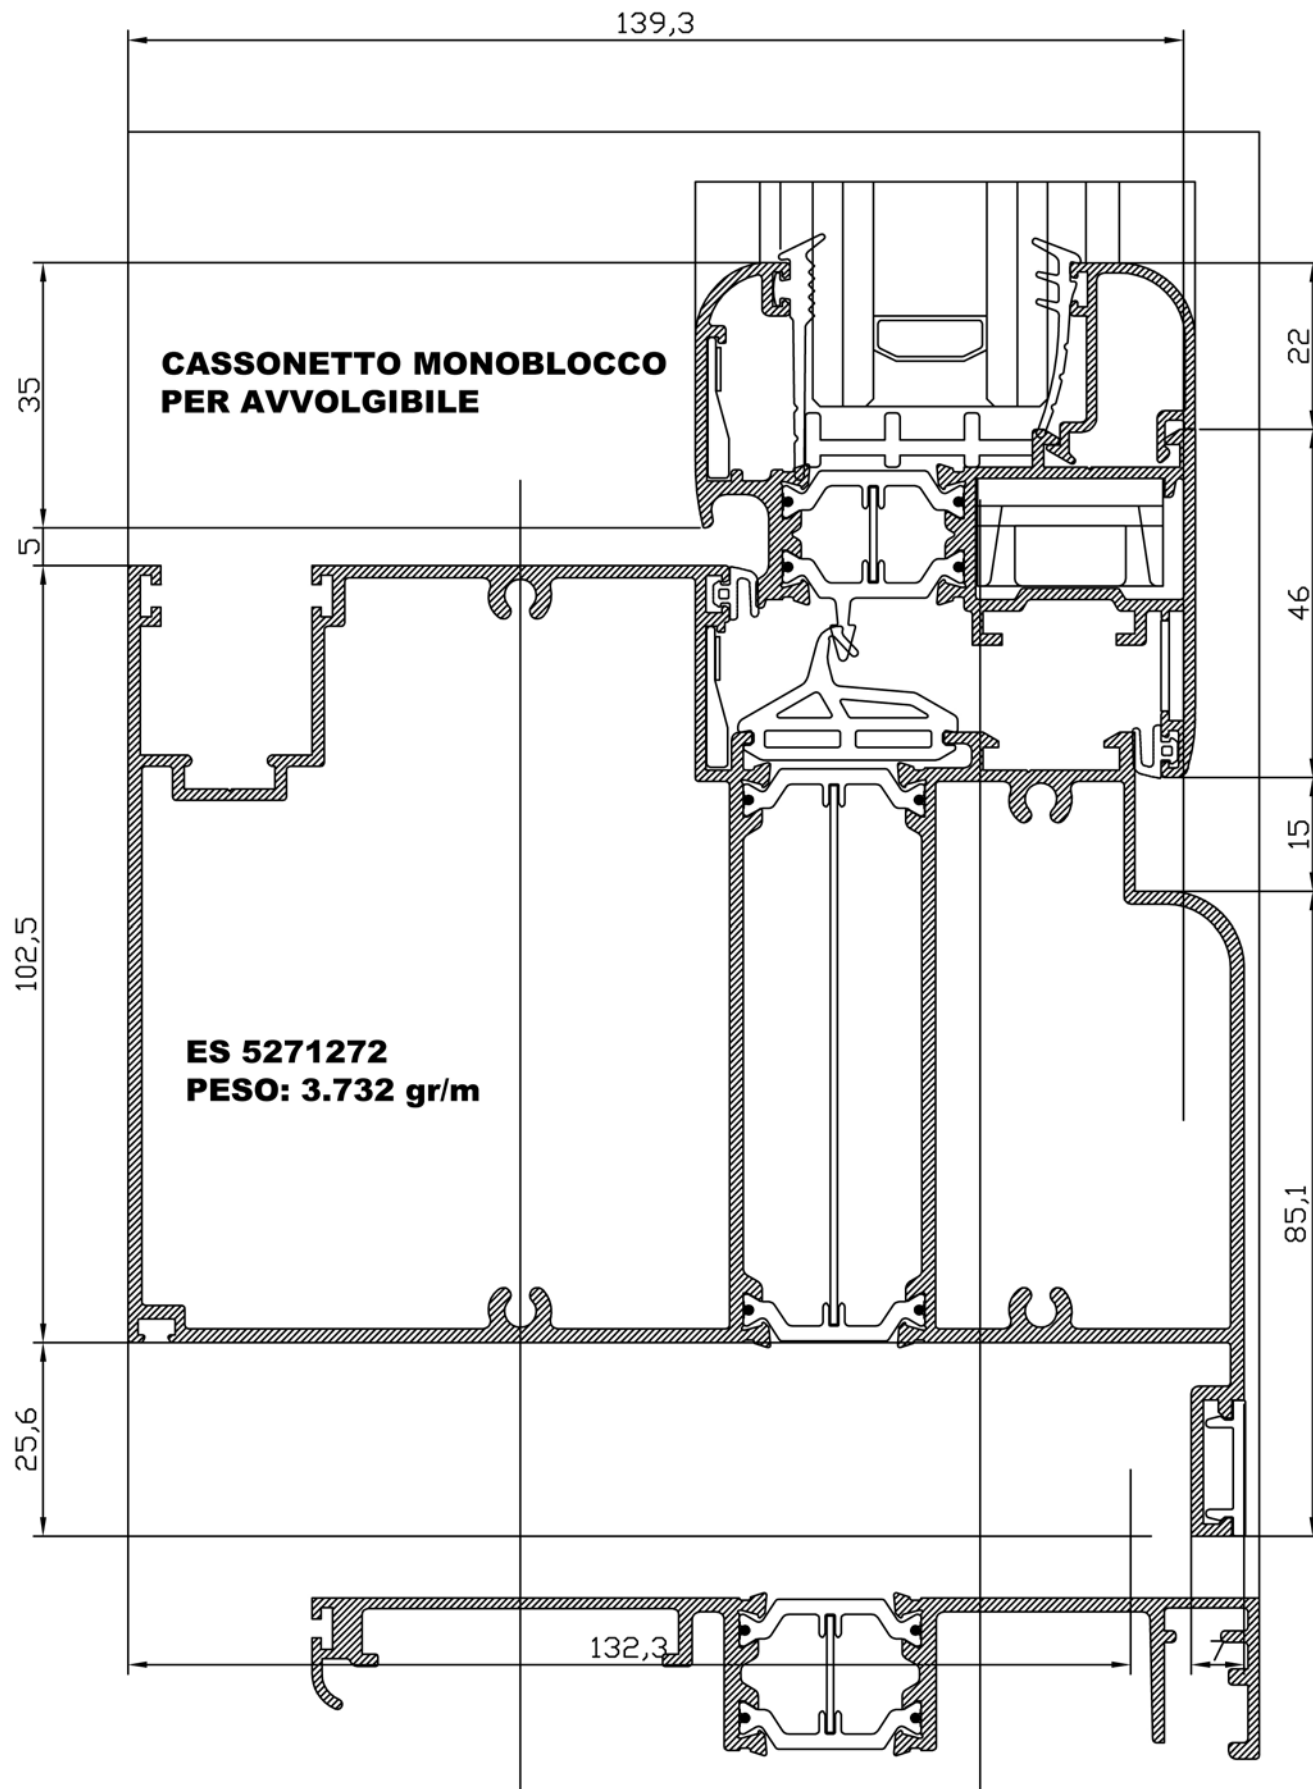 139,3
CASSONETTO MONOBLOCCO
PER AVVOLGIBILE
35
22
5
46
15
102,5
ES 5271272
PESO: 3.732 gr/m
85,1
25,6
132,3
7